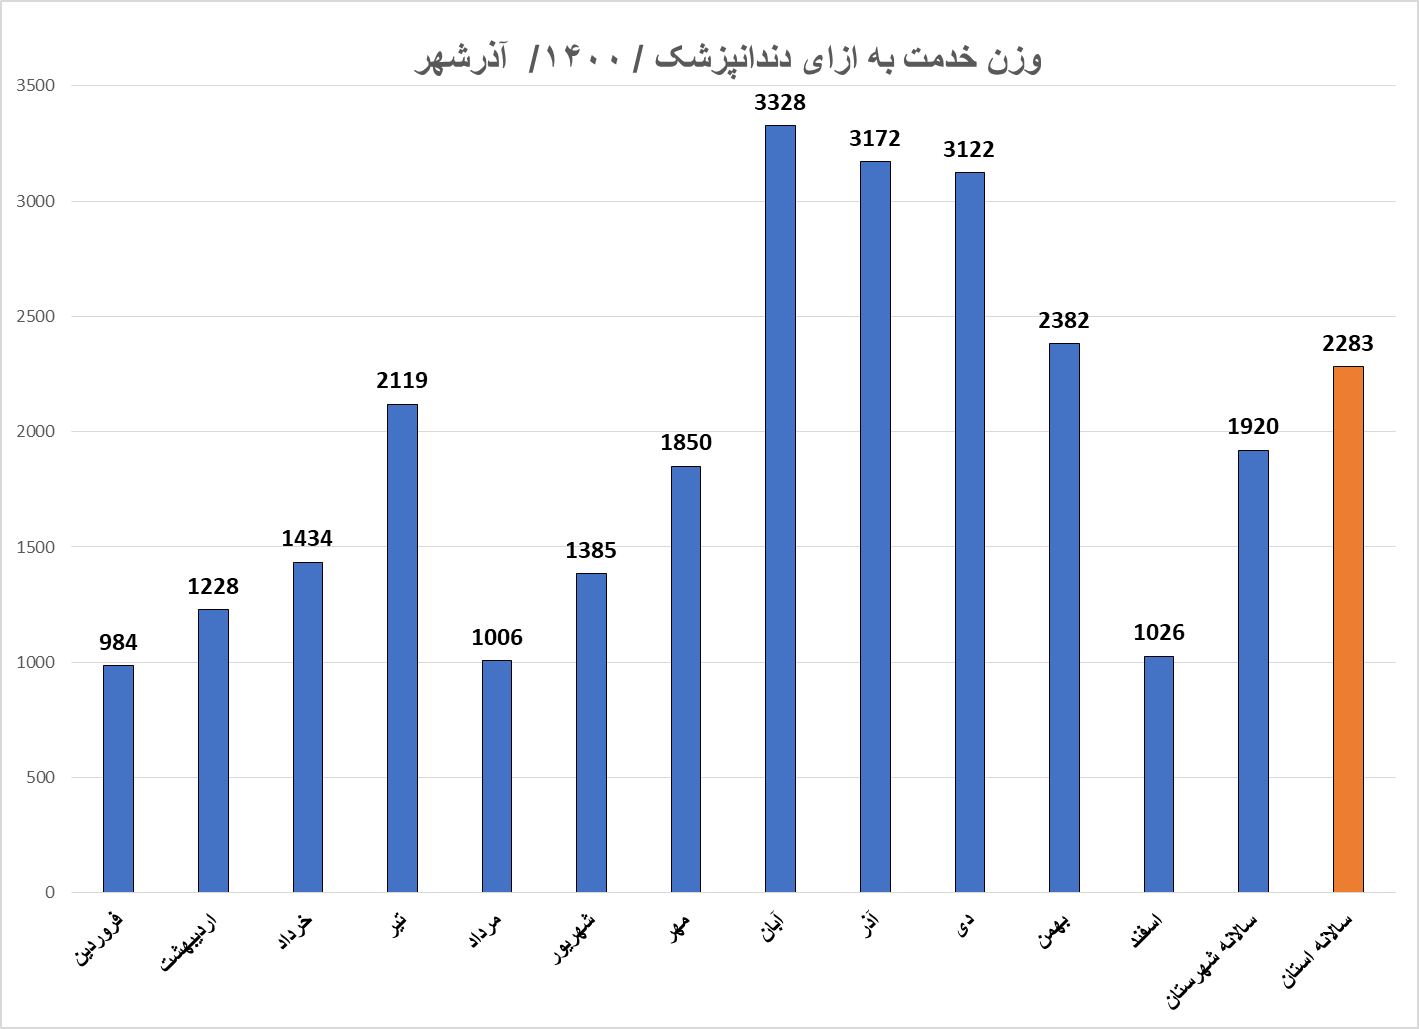 وزن خدمت به ازای دندانپزشک / ۱۴۰۰/ آذرشهر
3500
3000
2500
2000
1500
1000
500
0
984
1228
1434
2119
1006
1385
1850
3328
3172
3122
2382
1026
1920
2283
فروردین
اردیبهشت
خرداد
تیر
مرداد
شهریور
مهر
آبان
آذر
دی
بهمن
اسفند
سالانه شهرستان
سالانه استان